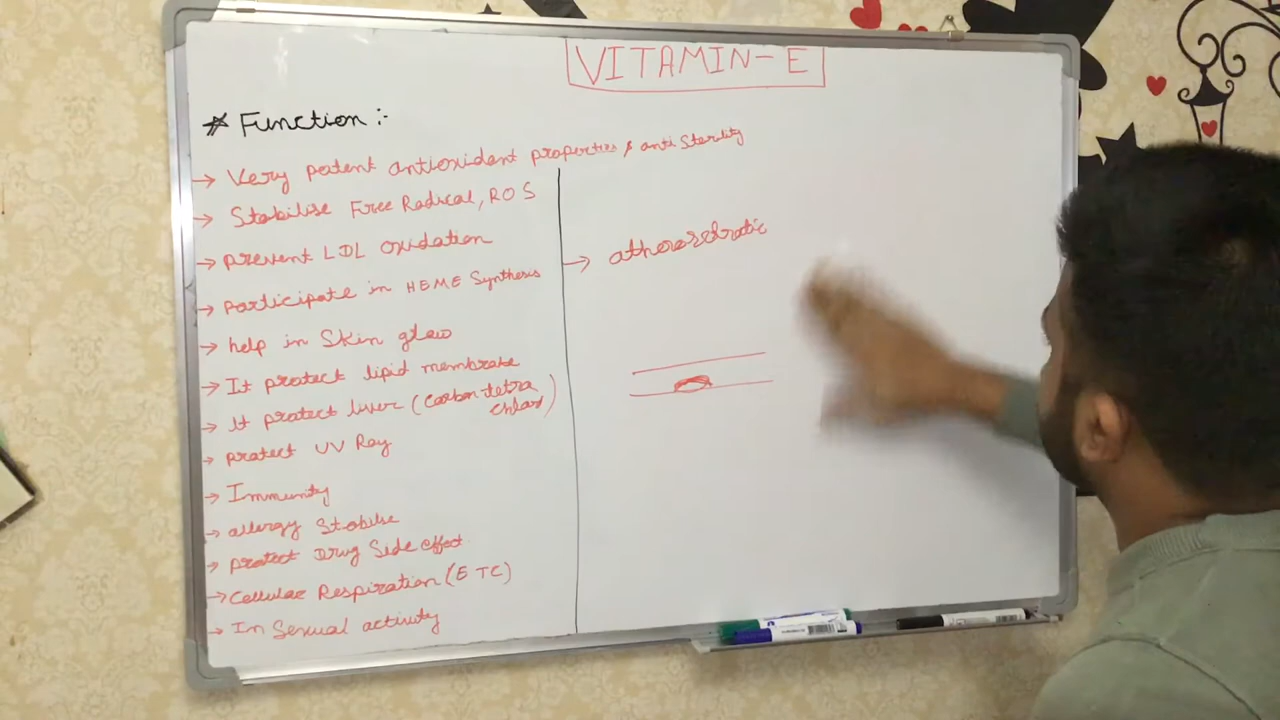 VITAMIN-E
* Function :-
→ Very potent antioxidant properties & anti Sterality
→ Stabilise Free Radical, ROS
→ prevent LDL oxidation
→ participate in HEME Synthesis
→ help in Skin glow
→ It protect lipid membrane
→ It protect liver (carbon-tetra
chlor)
→ protect UV Ray
→ Immunity
→ allergy Stabilise
→ protect Drug Side effect
→ Cellular Respiration (ETC)
→ In Sexual activity
→